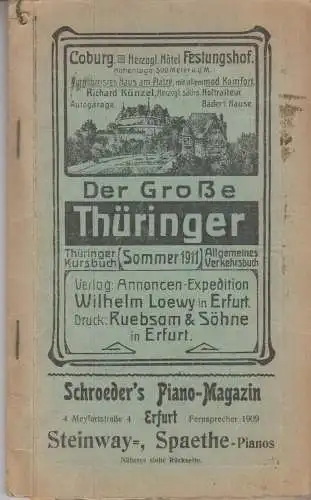 Coburg. Herzogl. Hôtel Festungshof.
Höhenlage 500 Meter ü.d.M.
Vornehmstes Haus am Platze, mit allem mod. Komfort.
Richard Künzel, Herzogl. sächs. Hoftraiteur
Autogarage. Bäder i. Hause.
Der Große
Thüringer
Thüringer Kursbuch (Sommer 1911) Allgemeines Verkehrsbuch
Verlag: Annoncen-Expedition
Wilhelm Loewy in Erfurt.
Druck: Ruebsam & Söhne
in Erfurt.
Schroeder's Piano-Magazin
4 Meyfartstraße 4 Erfurt Fernsprecher 1909
Steinway=, Spaethe-Pianos
Näheres siehe Rückseite.